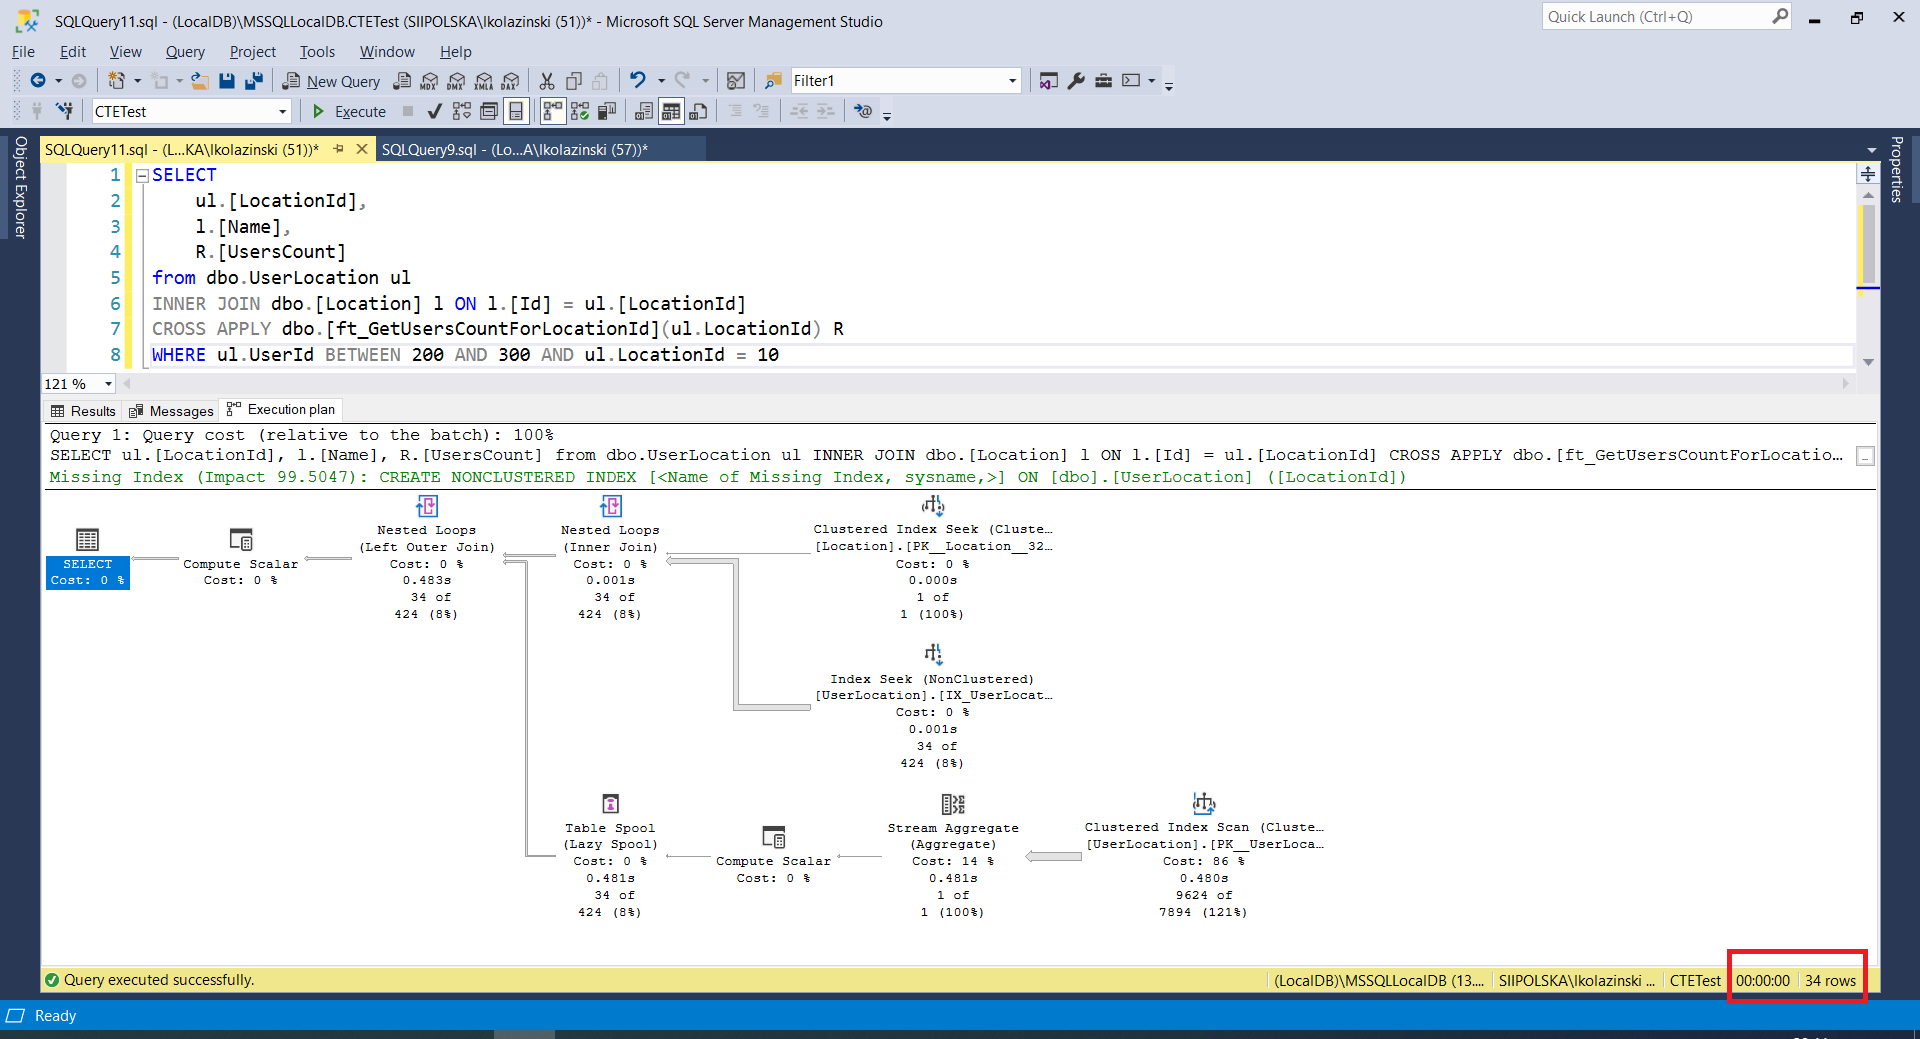 SQLQuery11.sql - (LocalDB)\MSSQLLocalDB.CTETest (SIIPOLSKA\lkolazinski (51))* - Microsoft SQL Server Management Studio
Quick Launch (Ctrl+Q)
File Edit View Query Project Tools Window Help
New Query
MDX DMX XMLA DAX
Filter1
CTETest
Execute
Object Explorer
Properties
SQLQuery11.sql - (L...KA\lkolazinski (51))*
SQLQuery9.sql - (Lo...A\lkolazinski (57))*
1 SELECT
2 ul.[LocationId],
3 l.[Name],
4 R.[UsersCount]
5 from dbo.UserLocation ul
6 INNER JOIN dbo.[Location] l ON l.[Id] = ul.[LocationId]
7 CROSS APPLY dbo.[ft_GetUsersCountForLocationId](ul.LocationId) R
8 WHERE ul.UserId BETWEEN 200 AND 300 AND ul.LocationId = 10
121 %
Results Messages Execution plan
Query 1: Query cost (relative to the batch): 100%
SELECT ul.[LocationId], l.[Name], R.[UsersCount] from dbo.UserLocation ul INNER JOIN dbo.[Location] l ON l.[Id] = ul.[LocationId] CROSS APPLY dbo.[ft_GetUsersCountForLocatio...
Missing Index (Impact 99.5047): CREATE NONCLUSTERED INDEX [<Name of Missing Index, sysname,>] ON [dbo].[UserLocation] ([LocationId])
SELECT
Cost: 0 %
Compute Scalar
Cost: 0 %
Nested Loops
(Left Outer Join)
Cost: 0 %
0.483s
34 of
424 (8%)
Nested Loops
(Inner Join)
Cost: 0 %
0.001s
34 of
424 (8%)
Clustered Index Seek (Cluste...
[Location].[PK__Location__32...
Cost: 0 %
0.000s
1 of
1 (100%)
Index Seek (NonClustered)
[UserLocation].[IX_UserLocat...
Cost: 0 %
0.001s
34 of
424 (8%)
Table Spool
(Lazy Spool)
Cost: 0 %
0.481s
34 of
424 (8%)
Compute Scalar
Cost: 0 %
Stream Aggregate
(Aggregate)
Cost: 14 %
0.481s
1 of
1 (100%)
Clustered Index Scan (Cluste...
[UserLocation].[PK__UserLoca...
Cost: 86 %
0.480s
9624 of
7894 (121%)
Query executed successfully.
(LocalDB)\MSSQLLocalDB (13.... SIIPOLSKA\lkolazinski ... CTETest 00:00:00 34 rows
Ready